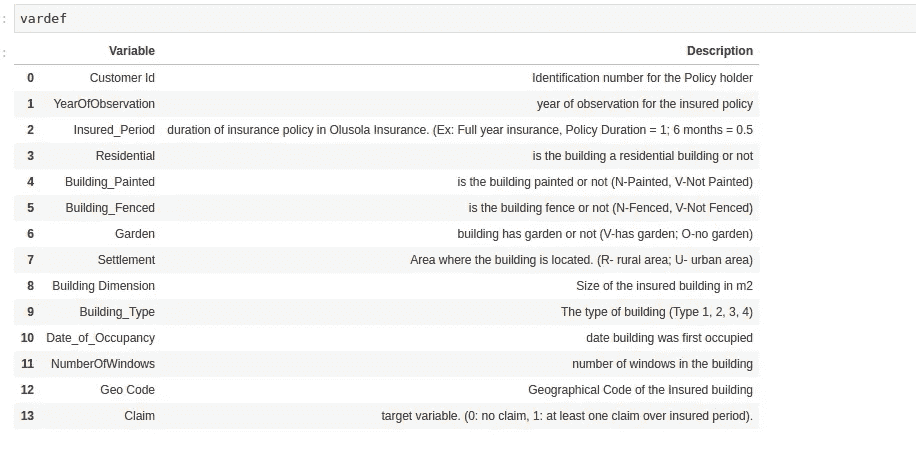 : vardef
:
Variable Description
0 Customer Id Identification number for the Policy holder
1 YearOfObservation year of observation for the insured policy
2 Insured_Period duration of insurance policy in Olusola Insurance. (Ex: Full year insurance, Policy Duration = 1; 6 months = 0.5
3 Residential is the building a residential building or not
4 Building_Painted is the building painted or not (N-Painted, V-Not Painted)
5 Building_Fenced is the building fence or not (N-Fenced, V-Not Fenced)
6 Garden building has garden or not (V-has garden; O-no garden)
7 Settlement Area where the building is located. (R- rural area; U- urban area)
8 Building Dimension Size of the insured building in m2
9 Building_Type The type of building (Type 1, 2, 3, 4)
10 Date_of_Occupancy date building was first occupied
11 NumberOfWindows number of windows in the building
12 Geo Code Geographical Code of the Insured building
13 Claim target variable. (0: no claim, 1: at least one claim over insured period).